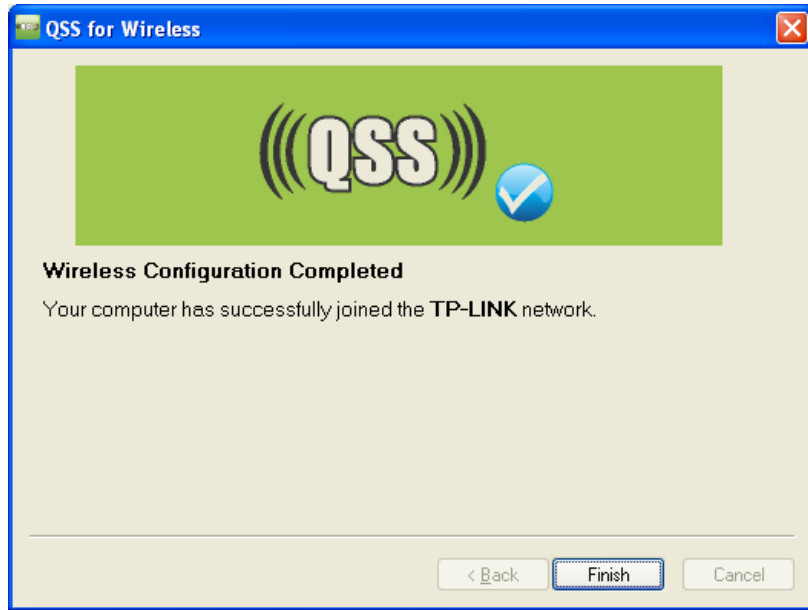 QSS for Wireless
(((QSS)))
Wireless Configuration Completed
Your computer has successfully joined the TP-LINK network.
< Back Finish Cancel